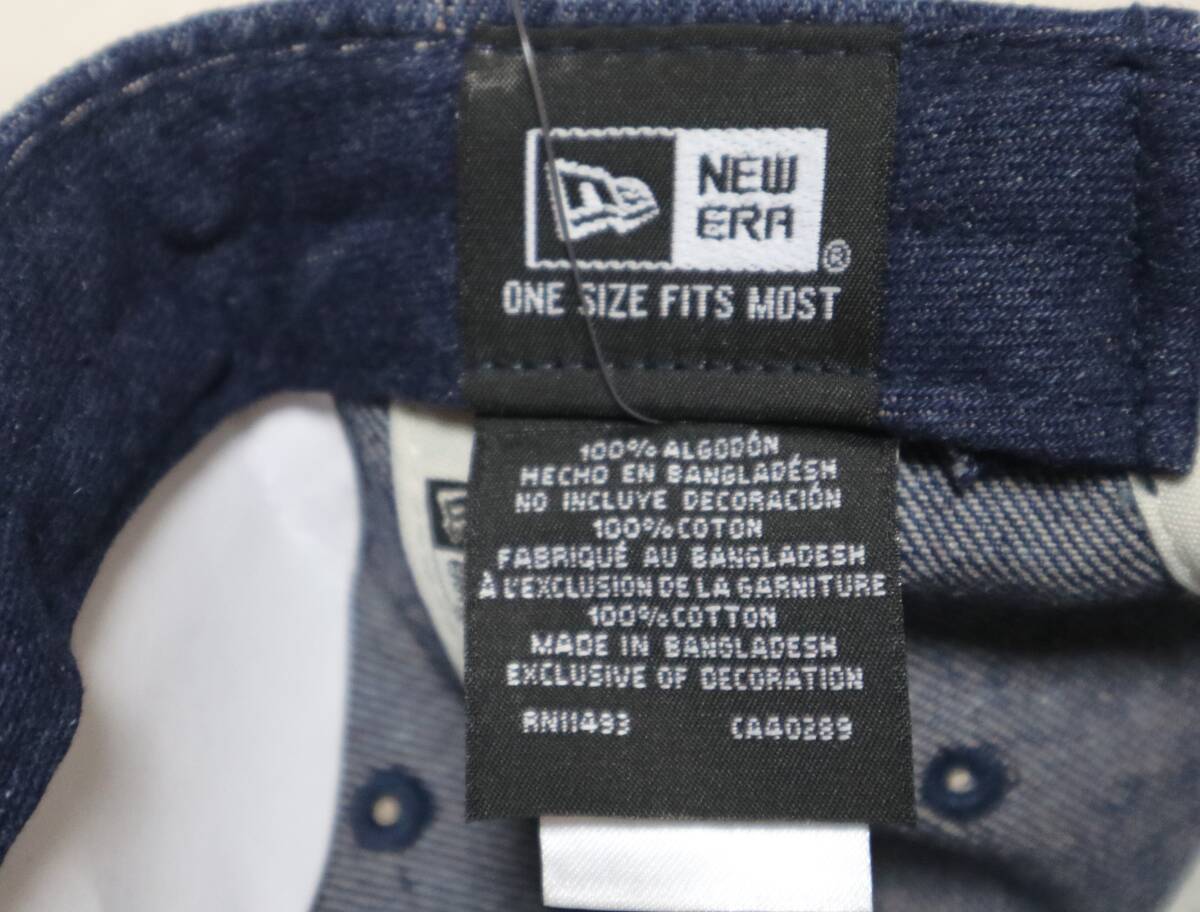 NEW
ERA
®
ONE SIZE FITS MOST
100% ALGODÓN
HECHO EN BANGLADÉSH
NO INCLUYE DECORACIÓN
100% COTON
FABRIQUÉ AU BANGLADESH
À L'EXCLUSION DE LA GARNITURE
100% COTTON
MADE IN BANGLADESH
EXCLUSIVE OF DECORATION
RN11493 CA40289